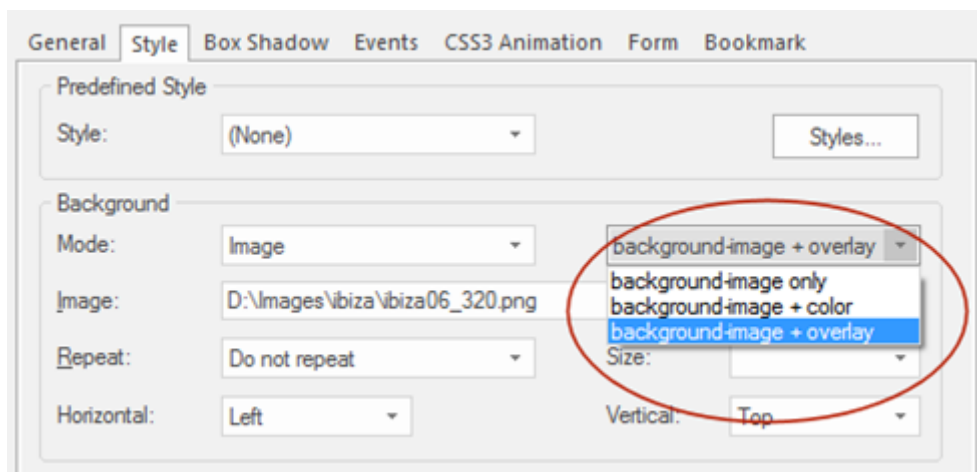 General Style Box Shadow Events CSS3 Animation Form Bookmark
Predefined Style
Style: (None) Styles...
Background
Mode: Image background-image + overlay
background-image only
Image: D:\Images\ibiza\ibiza06_320.png background-image + color
background-image + overlay
Repeat: Do not repeat Size:
Horizontal: Left Vertical: Top